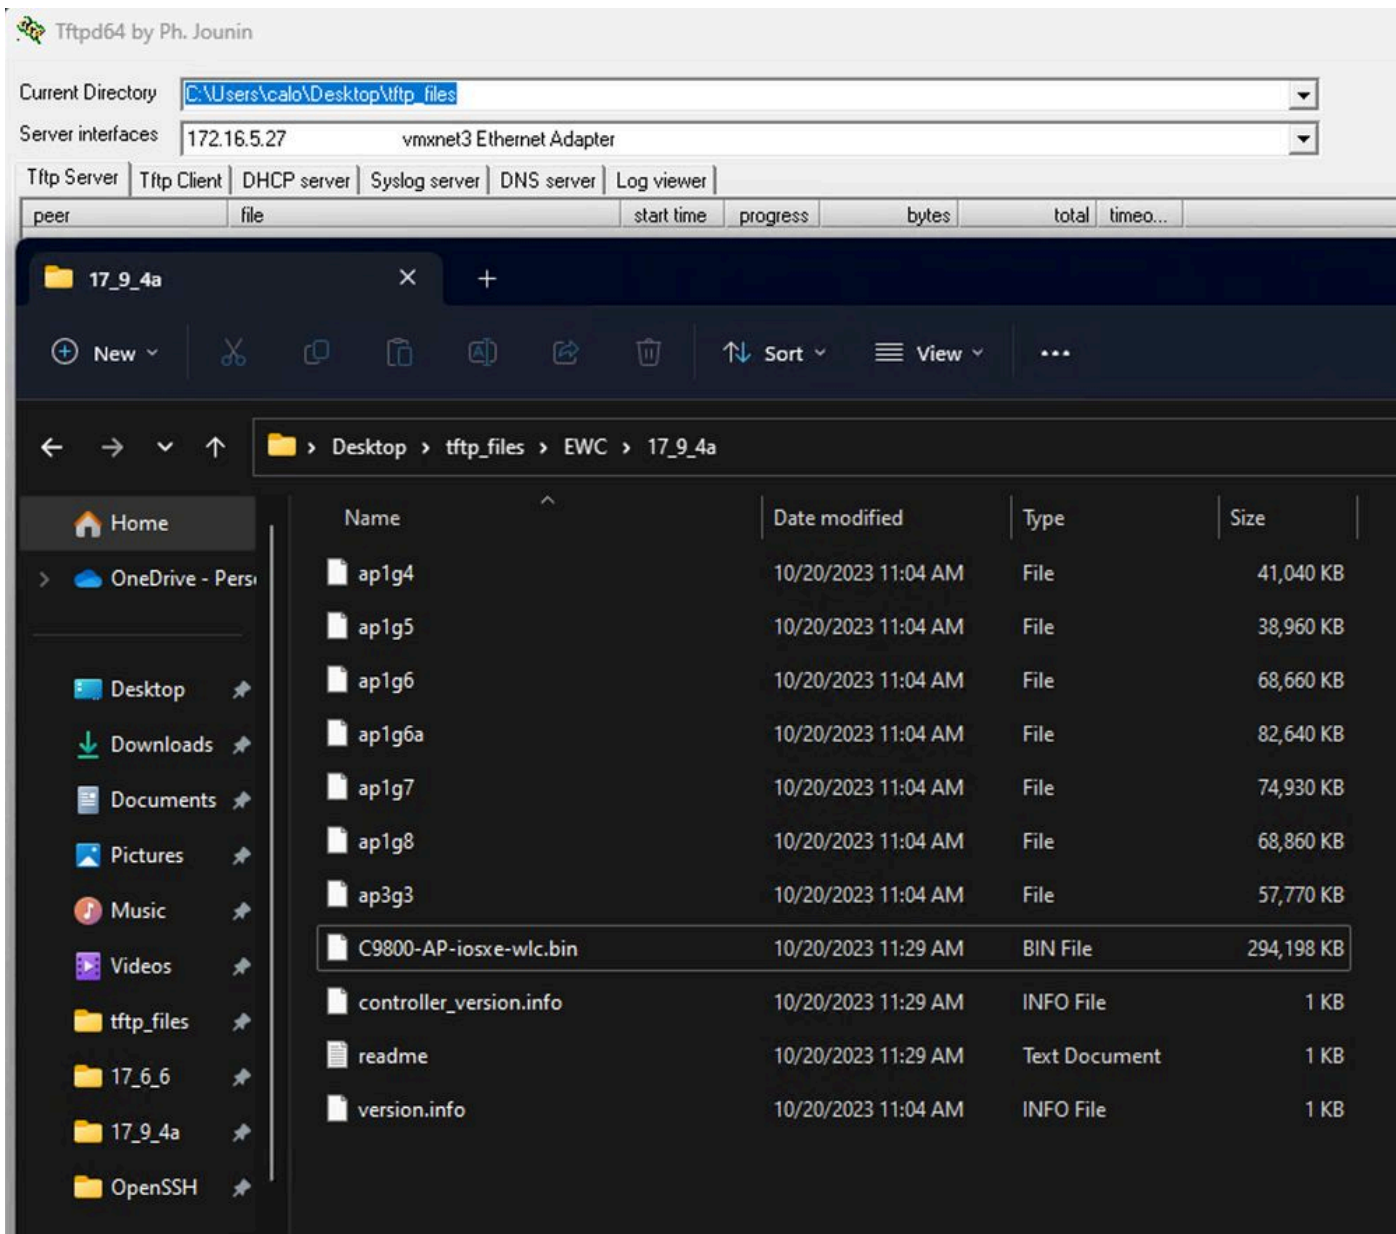 Tftpd64 by Ph. Jounin
Current Directory C:\Users\calo\Desktop\tftp_files
Server interfaces 172.16.5.27 vmxnet3 Ethernet Adapter
Tftp Server Tftp Client DHCP server Syslog server DNS server Log viewer
peer file start time progress bytes total timeo...
17_9_4a
New Sort View
Desktop tftp_files EWC 17_9_4a
Name Date modified Type Size
Home
OneDrive - Pers
Desktop
Downloads
Documents
Pictures
Music
Videos
tftp_files
17_6_6
17_9_4a
OpenSSH
ap1g4 10/20/2023 11:04 AM File 41,040 KB
ap1g5 10/20/2023 11:04 AM File 38,960 KB
ap1g6 10/20/2023 11:04 AM File 68,660 KB
ap1g6a 10/20/2023 11:04 AM File 82,640 KB
ap1g7 10/20/2023 11:04 AM File 74,930 KB
ap1g8 10/20/2023 11:04 AM File 68,860 KB
ap3g3 10/20/2023 11:04 AM File 57,770 KB
C9800-AP-iosxe-wlc.bin 10/20/2023 11:29 AM BIN File 294,198 KB
controller_version.info 10/20/2023 11:29 AM INFO File 1 KB
readme 10/20/2023 11:29 AM Text Document 1 KB
version.info 10/20/2023 11:04 AM INFO File 1 KB